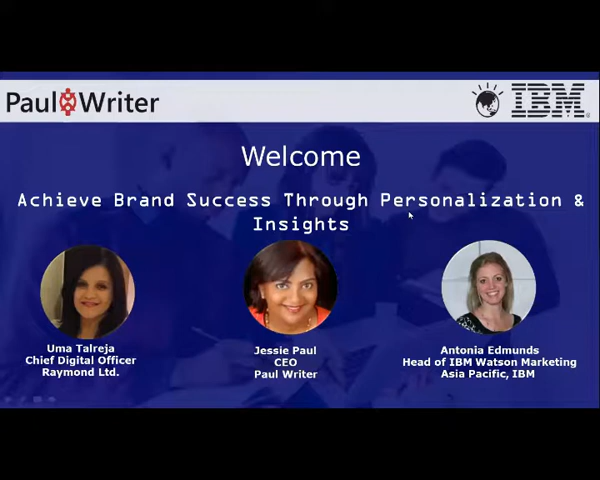 Paul Writer
IBM
Welcome
Achieve Brand Success Through Personalization &
Insights
Uma Talreja
Chief Digital Officer
Raymond Ltd.
Jessie Paul
CEO
Paul Writer
Antonia Edmunds
Head of IBM Watson Marketing
Asia Pacific, IBM